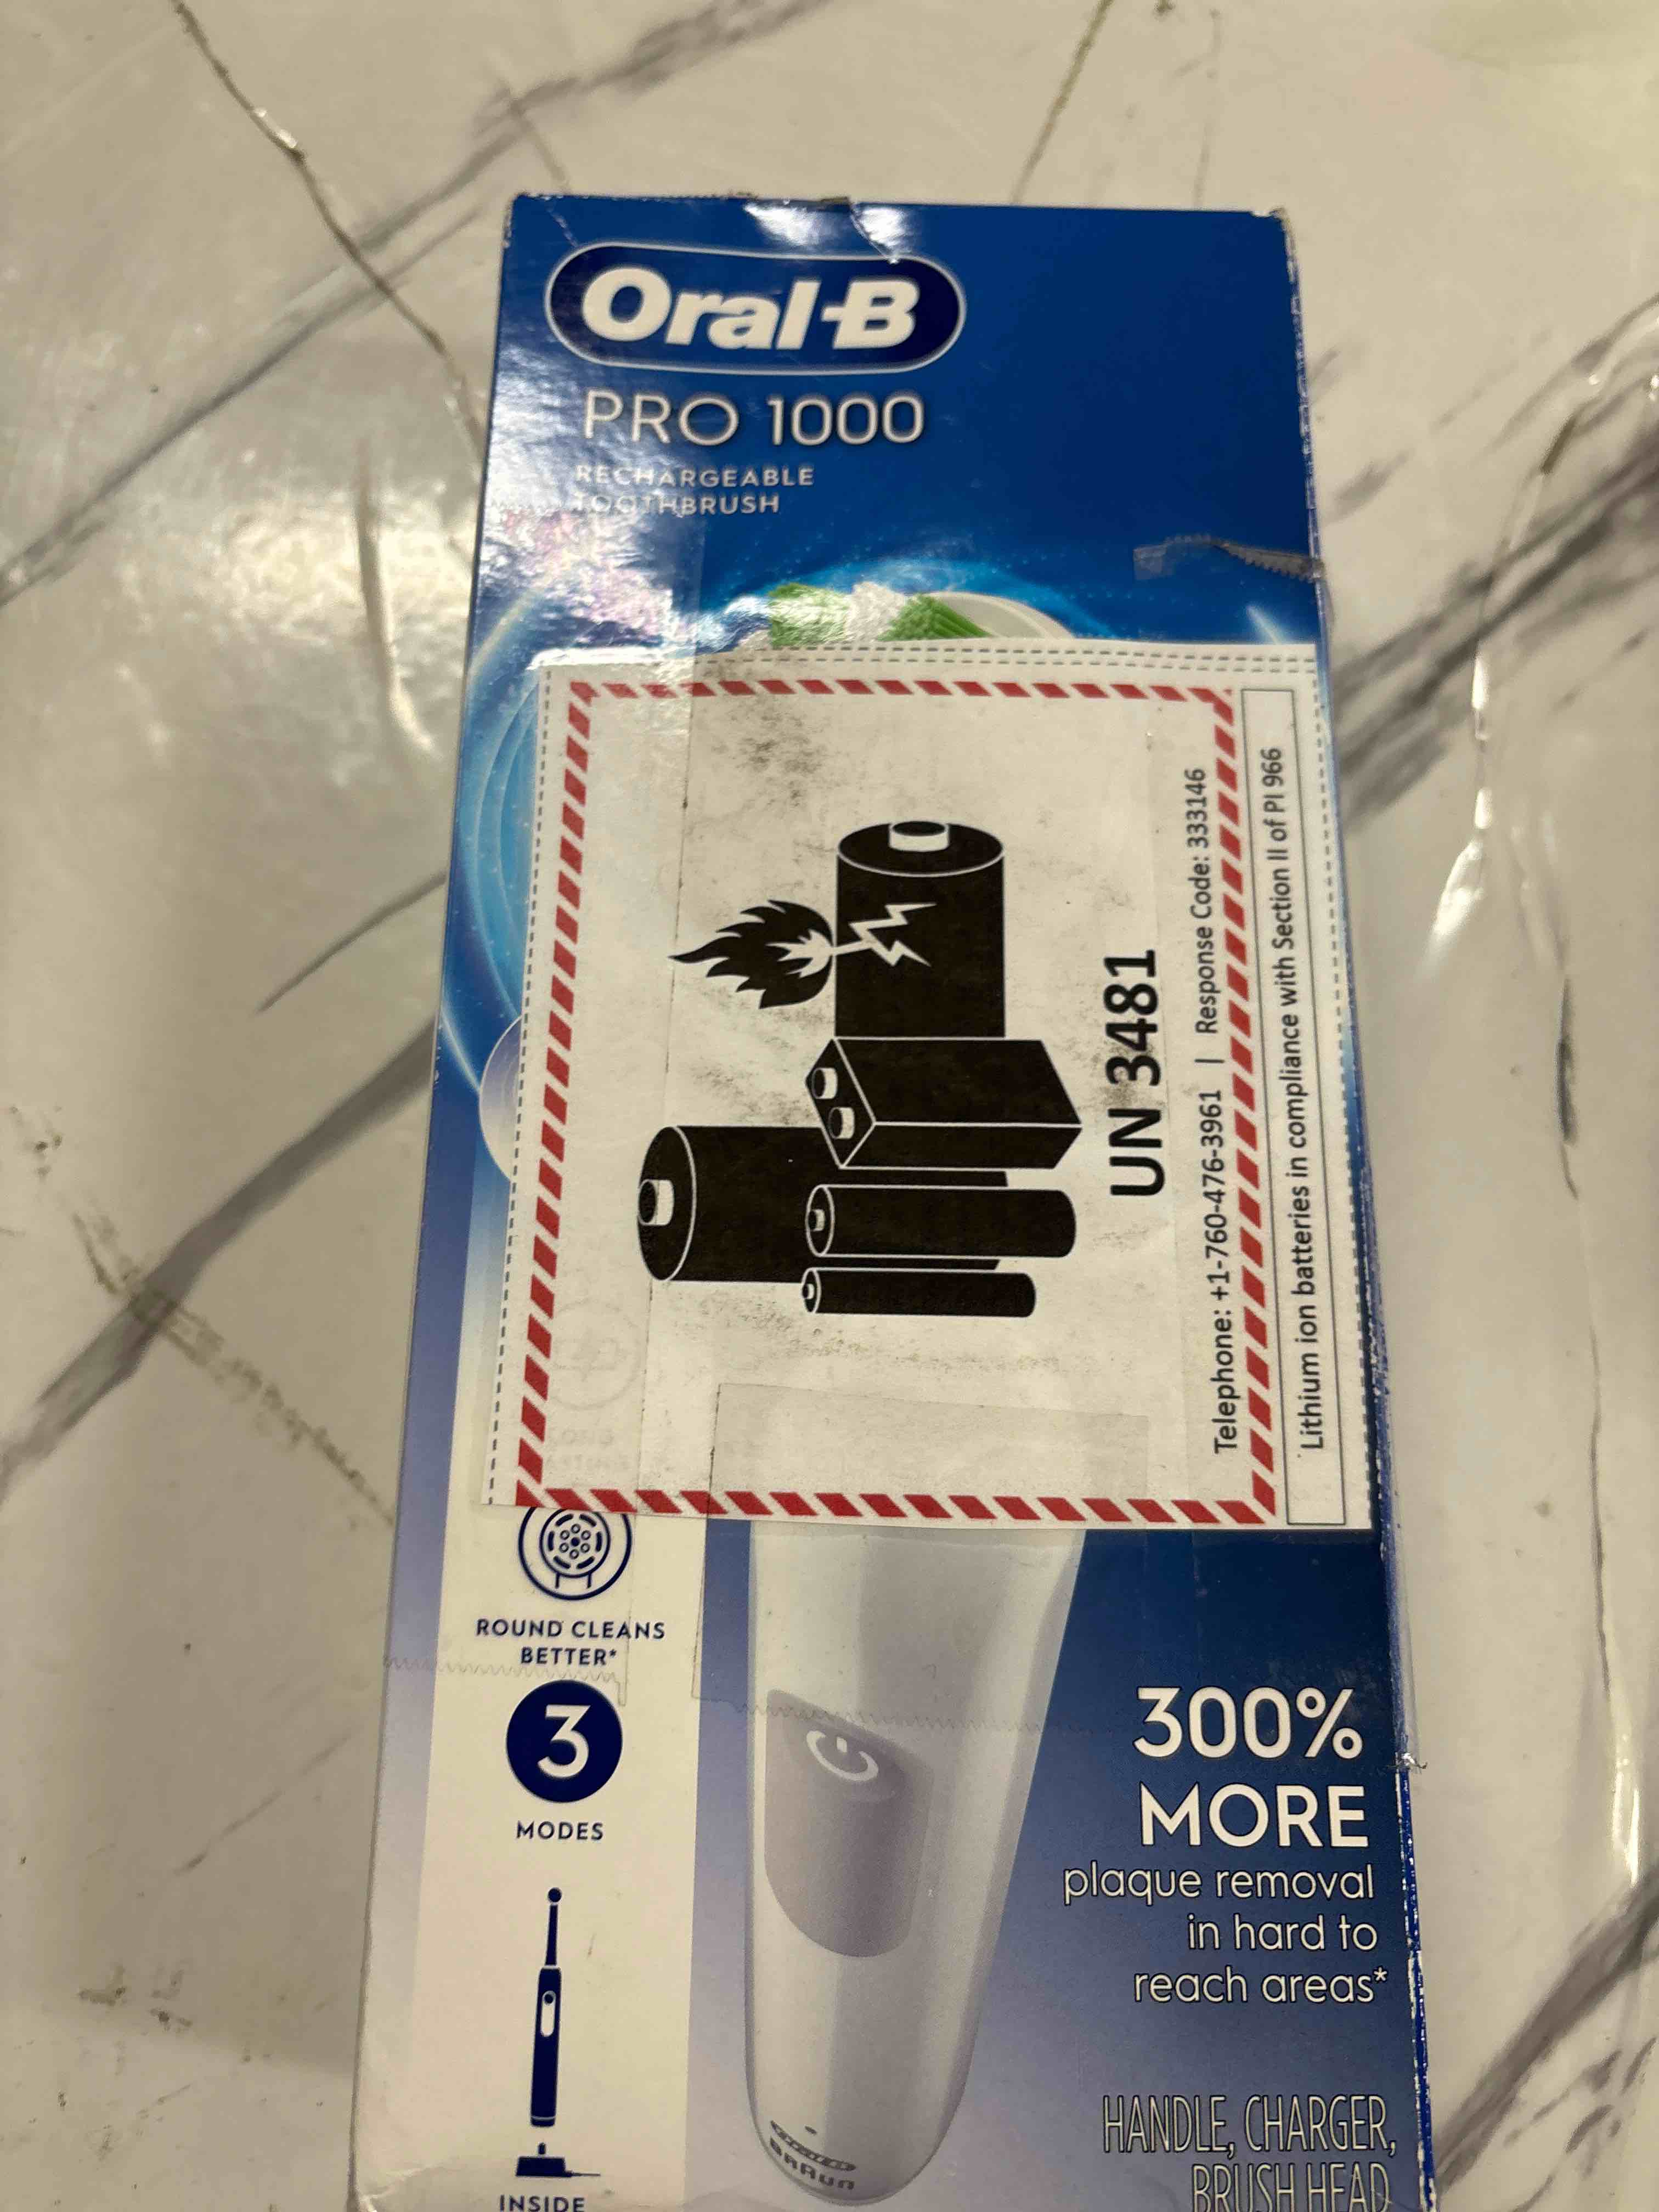 Oral-B
PRO 1000
RECHARGEABLE
TOOTHBRUSH
UN 3481
Telephone: +1-760-476-3961 | Response Code: 333146
Lithium ion batteries in compliance with Section II of PI 966
ROUND CLEANS
BETTER*
3
MODES
INSIDE
300%
MORE
plaque removal
in hard to
reach areas*
HANDLE, CHARGER,
BRUSH HEAD
BRAUN